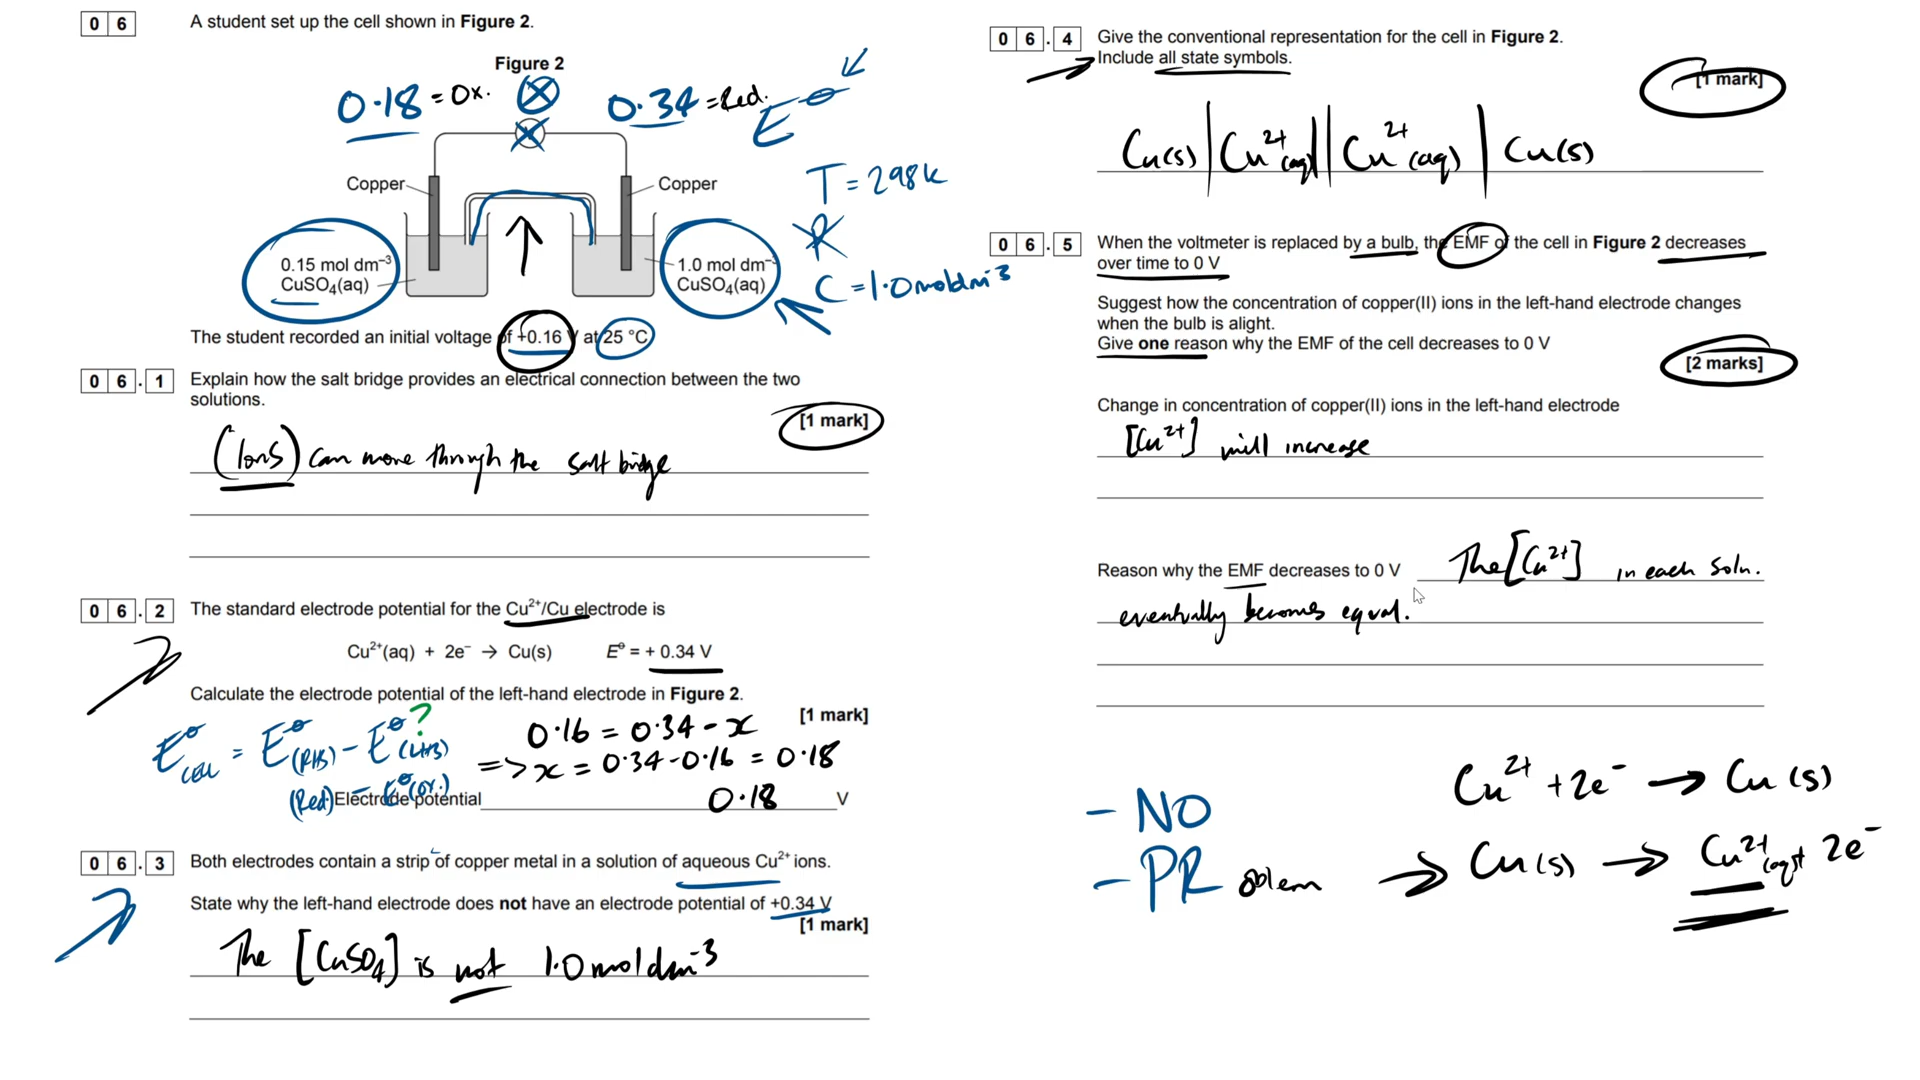 0 6 A student set up the cell shown in Figure 2.
Figure 2
0.18 = Ox.
0.34 = Red.
E⦵
T = 298K
C = 1.0moldm⁻³
Copper
Copper
0.15 mol dm⁻³
CuSO₄(aq)
1.0 mol dm⁻
CuSO₄(aq)
The student recorded an initial voltage of +0.16 V at 25 °C
0 6 . 1 Explain how the salt bridge provides an electrical connection between the two
solutions.
[1 mark]
(Ions) can move through the salt bridge
0 6 . 2 The standard electrode potential for the Cu²⁺/Cu electrode is
Cu²⁺(aq) + 2e⁻ → Cu(s) E⦵ = + 0.34 V
Calculate the electrode potential of the left-hand electrode in Figure 2.
[1 mark]
E⦵cell = E⦵(RHS) – E⦵(LHS) ?
(Red.) – E⦵(ox.)
0.16 = 0.34 - x
=> x = 0.34 - 0.16 = 0.18
Electrode potential 0.18 V
0 6 . 3 Both electrodes contain a strip of copper metal in a solution of aqueous Cu²⁺ ions.
State why the left-hand electrode does not have an electrode potential of +0.34 V
[1 mark]
The [CuSO₄] is not 1.0moldm⁻³
0 6 . 4 Give the conventional representation for the cell in Figure 2.
Include all state symbols.
[1 mark]
Cu(s) | Cu²⁺(aq) || Cu²⁺(aq) | Cu(s)
0 6 . 5 When the voltmeter is replaced by a bulb, the EMF of the cell in Figure 2 decreases
over time to 0 V
Suggest how the concentration of copper(II) ions in the left-hand electrode changes
when the bulb is alight.
Give one reason why the EMF of the cell decreases to 0 V
[2 marks]
Change in concentration of copper(II) ions in the left-hand electrode
[Cu²⁺] will increase
Reason why the EMF decreases to 0 V The [Cu²⁺] in each soln.
eventually becomes equal.
Cu²⁺ + 2e⁻ → Cu (s)
- NO
- PRoblem
→ Cu(s) → Cu²⁺(aq)+ 2e⁻